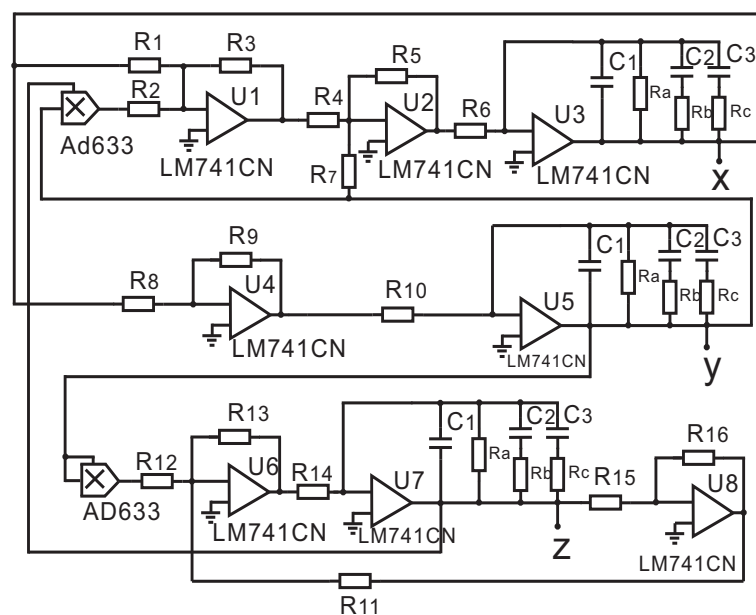 R1 R3 R5 C1 C2 C3
R2 U1 R4 U2 R6 U3 Ra Rb Rc
Ad633
LM741CN R7 LM741CN LM741CN
x
R9 C1 C2 C3
R8 U4 R10 U5 Ra Rb Rc
LM741CN LM741CN
y
R13 C1 C2 C3 R16
R12 U6 R14 U7 Ra Rb Rc R15 U8
AD633
LM741CN LM741CN LM741CN
z
R11